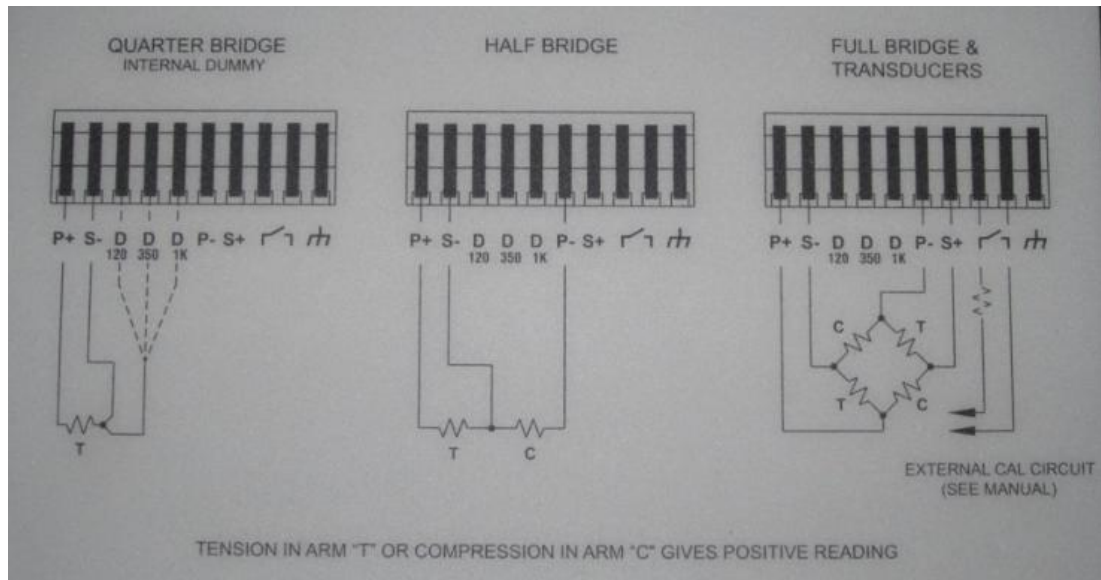 QUARTER BRIDGE
INTERNAL DUMMY
P+ S- D D D P- S+
120 350 1K
T
HALF BRIDGE
P+ S- D D D P- S+
120 350 1K
T C
FULL BRIDGE &
TRANSDUCERS
P+ S- D D D P- S+
120 350 1K
C T
T C
EXTERNAL CAL CIRCUIT
(SEE MANUAL)
TENSION IN ARM "T" OR COMPRESSION IN ARM "C" GIVES POSITIVE READING